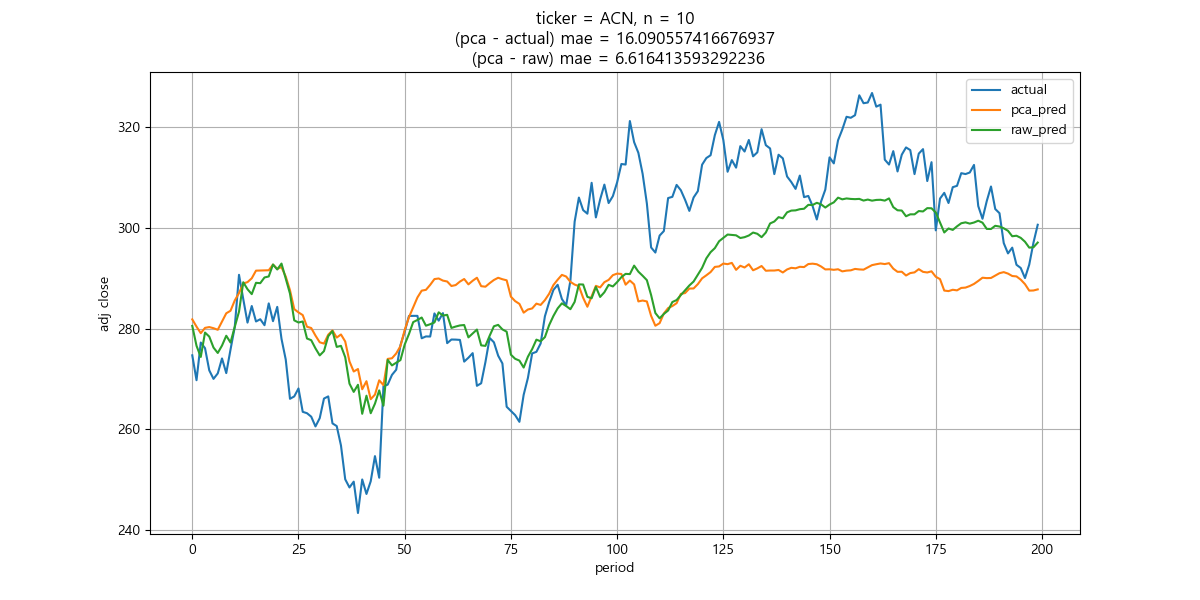 ticker = ACN, n = 10
(pca - actual) mae = 16.090557416676937
(pca - raw) mae = 6.616413593292236
actual
pca_pred
raw_pred
320
300
280
260
240
adj close
0 25 50 75 100 125 150 175 200
period